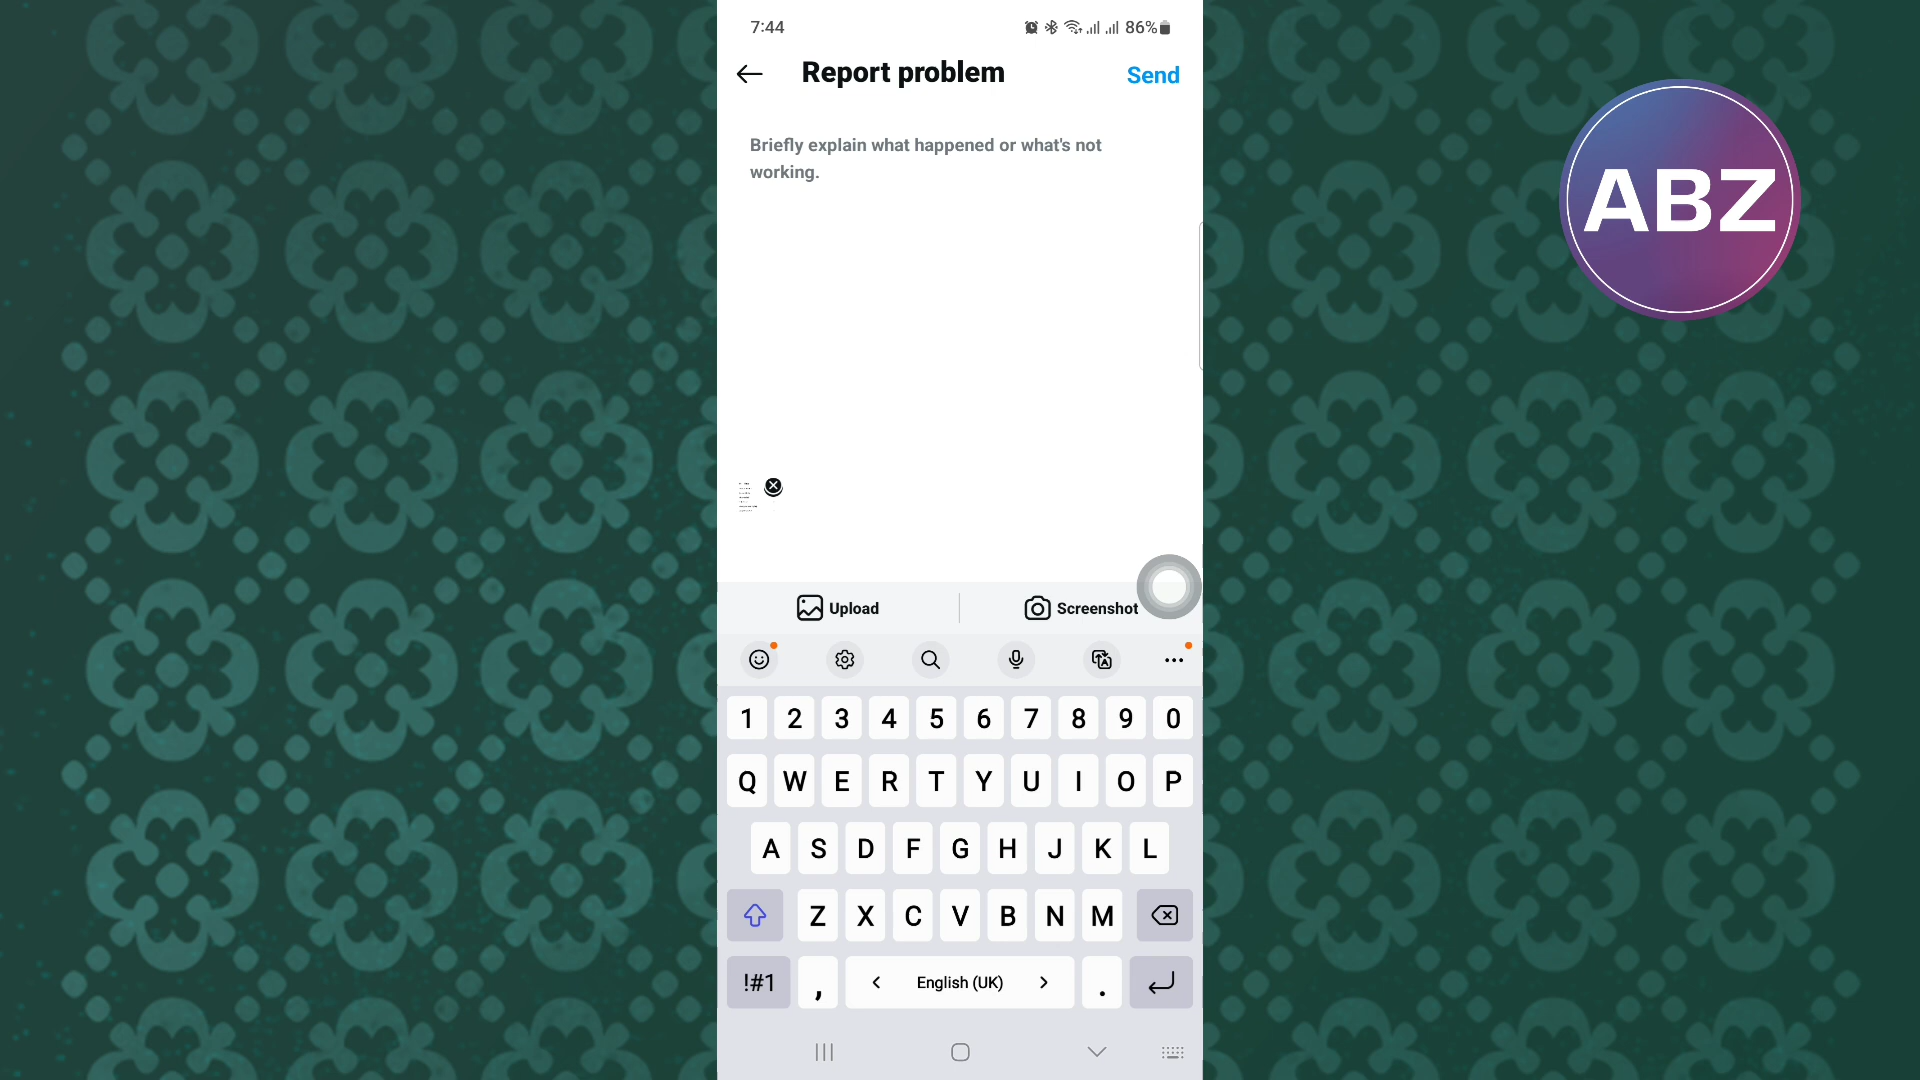 7:44
86%
Report problem
Send
Briefly explain what happened or what's not
working.
ABZ
Upload
Screenshot
1 2 3 4 5 6 7 8 9 0
Q W E R T Y U I O P
A S D F G H J K L
Z X C V B N M
!#1 , < English (UK) > .